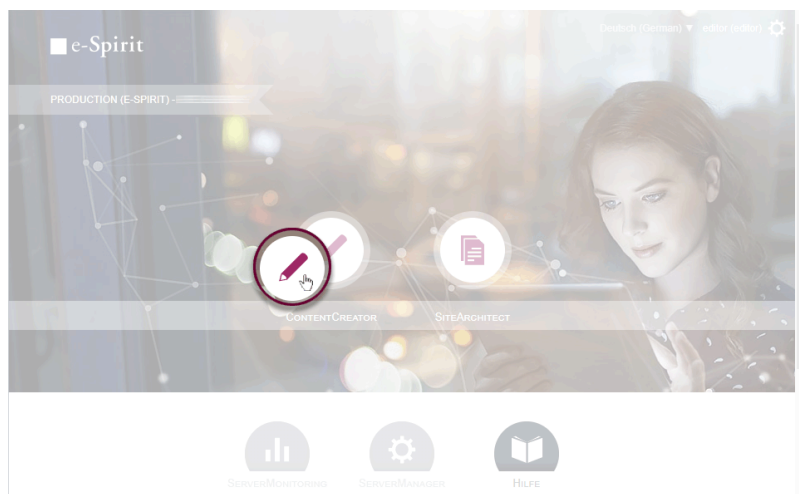 Deutsch (German) ▼ editor (editor)
e-Spirit
PRODUCTION (E-SPIRIT) -
CONTENTCREATOR
SITEARCHITECT
SERVERMONITORING
SERVERMANAGER
HILFE